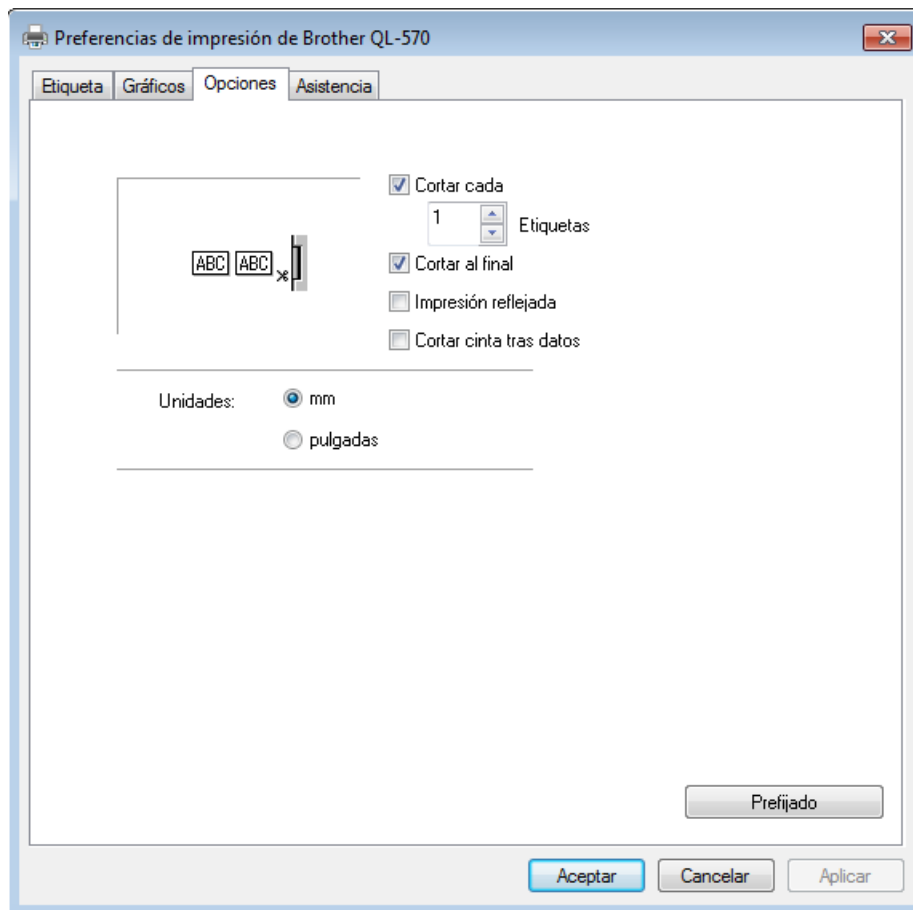 Preferencias de impresión de Brother QL-570
Etiqueta Gráficos Opciones Asistencia
Cortar cada
1 Etiquetas
ABC ABC
Cortar al final
Impresión reflejada
Cortar cinta tras datos
Unidades: mm
pulgadas
Prefijado
Aceptar Cancelar Aplicar